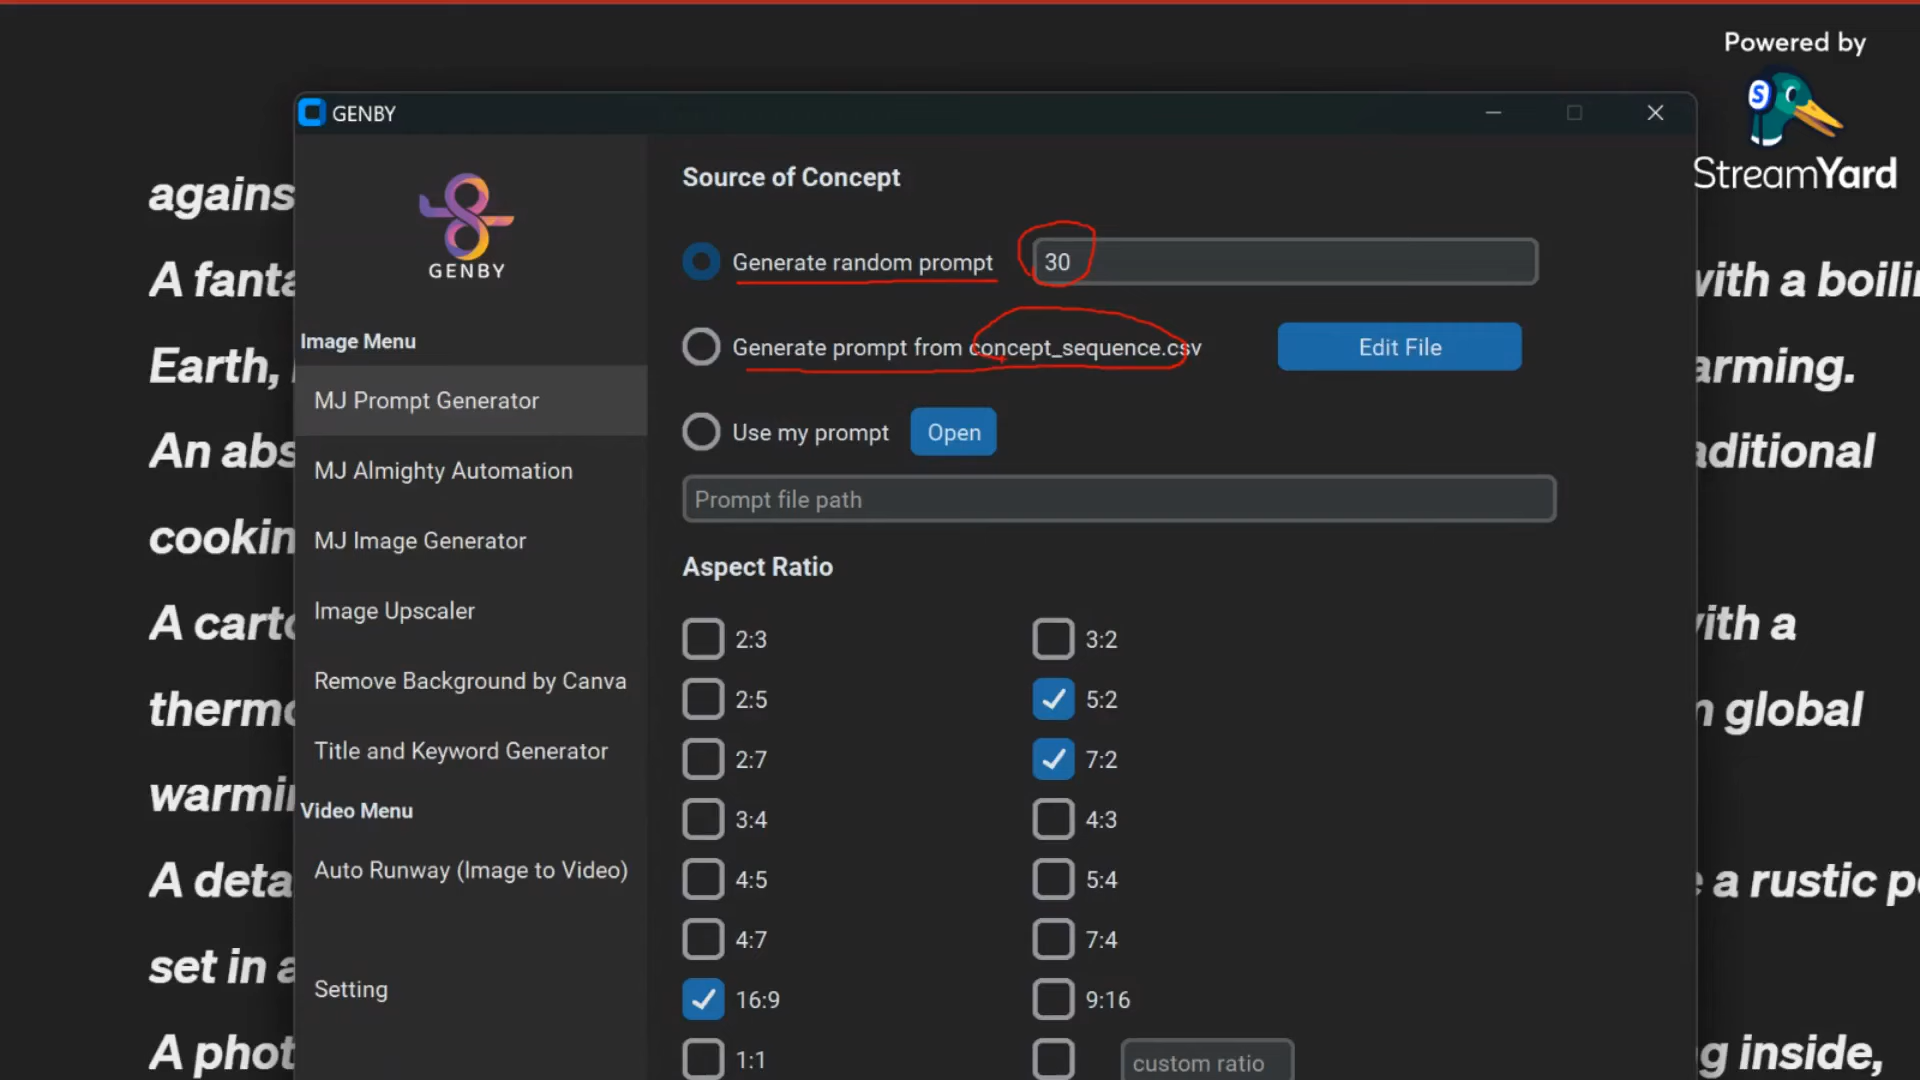 Powered by
StreamYard
GENBY
GENBY
Image Menu
MJ Prompt Generator
MJ Almighty Automation
MJ Image Generator
Image Upscaler
Remove Background by Canva
Title and Keyword Generator
Video Menu
Auto Runway (Image to Video)
Setting
Source of Concept
Generate random prompt 30
Generate prompt from concept_sequence.csv Edit File
Use my prompt Open
Prompt file path
Aspect Ratio
2:3 3:2
2:5 5:2
2:7 7:2
3:4 4:3
4:5 5:4
4:7 7:4
16:9 9:16
1:1 custom ratio
agains
A fanta with a boili
Earth, arming.
An abs aditional
cookin
A carto with a
thermo n global
warmi
A deta e a rustic p
set in a
A phot g inside,